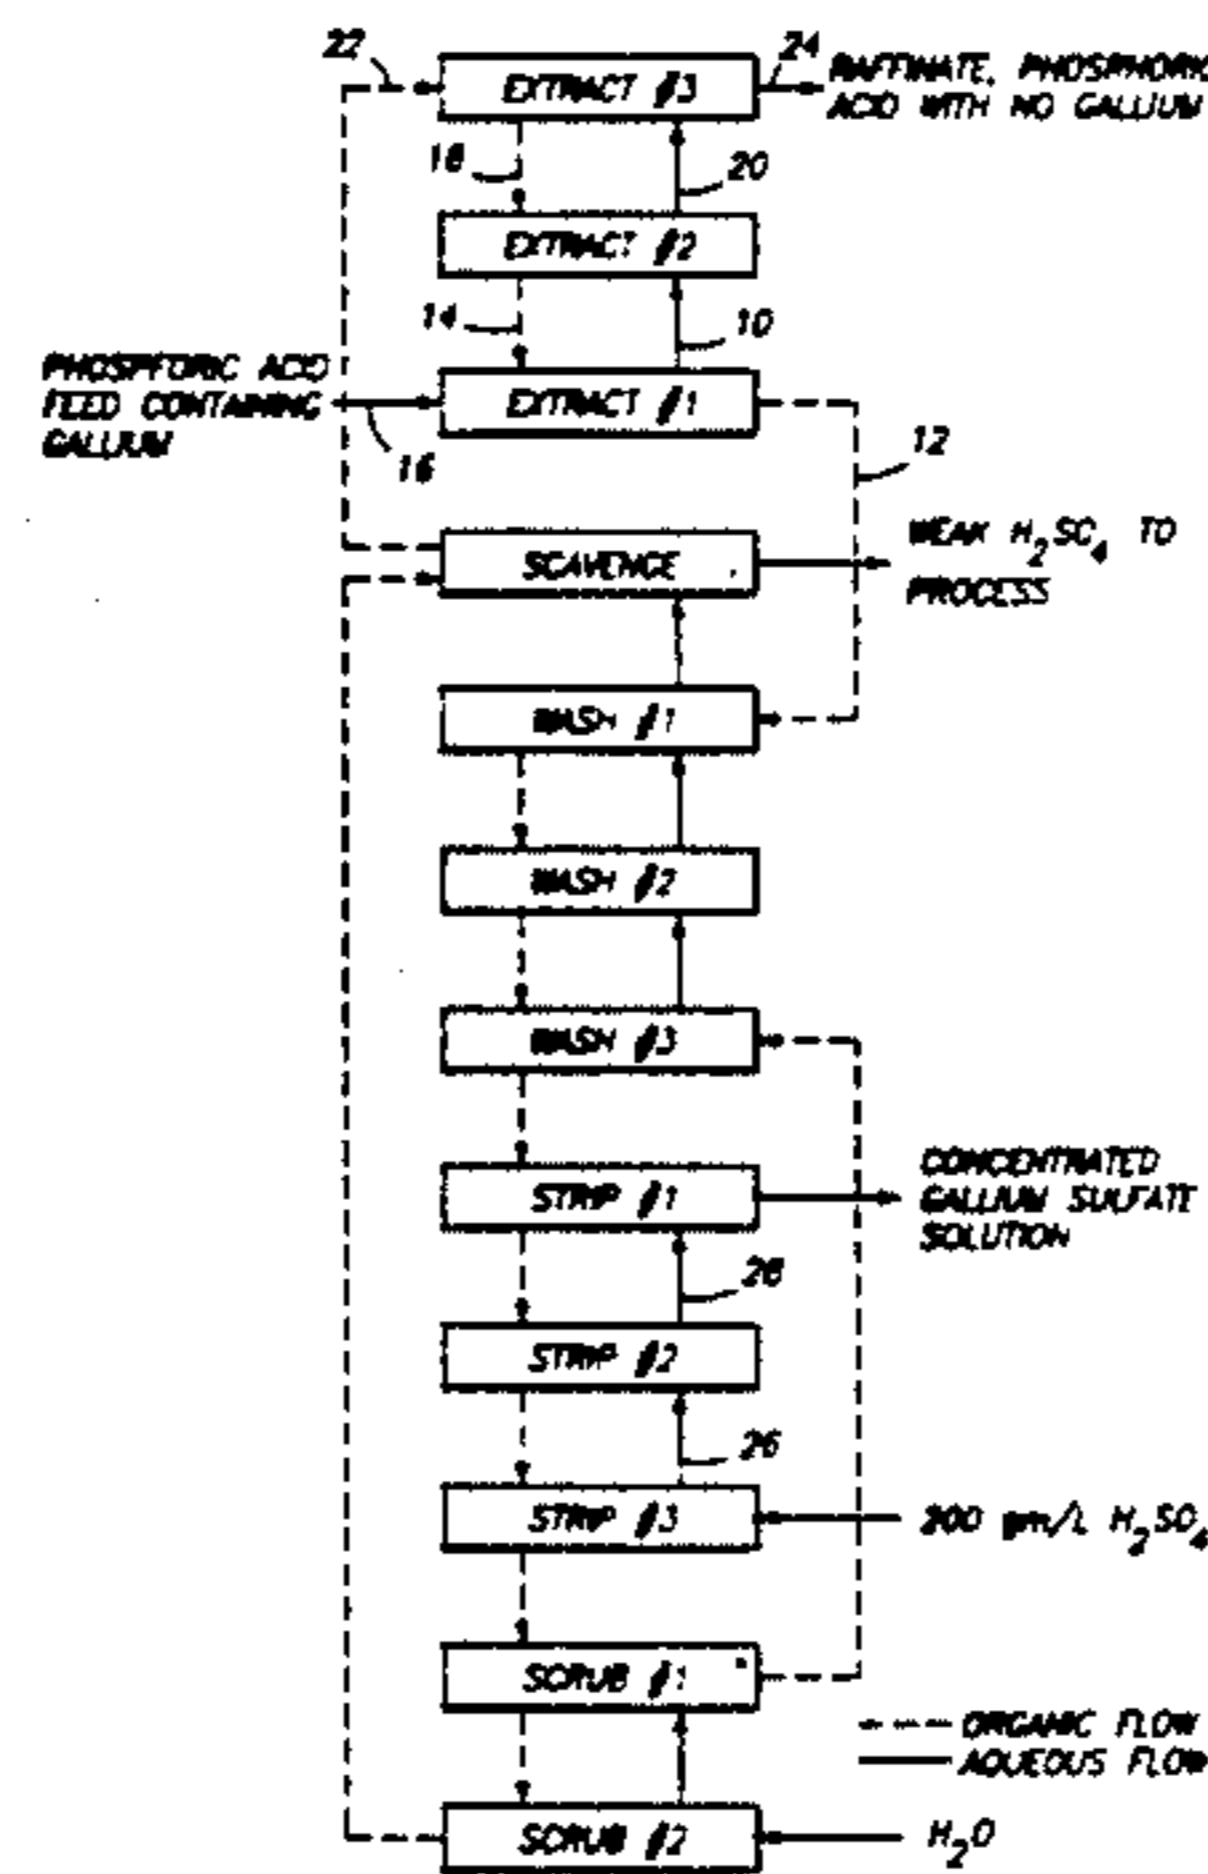 22
EXTRACT #3
24
RAFFINATE, PHOSPHORIC
ACID WITH NO GALLIUM
18
20
EXTRACT #2
14
10
PHOSPFORIC ACID
FEED CONTAINING
GALLIUM
16
EXTRACT #1
12
SCAVENGE
WEAK H2SO4 TO
PROCESS
WASH #1
WASH #2
WASH #3
STRIP #1
CONCENTRATED
GALLIUM SULFATE
SOLUTION
28
STRIP #2
26
STRIP #3
200 gm/L H2SO4
SCRUB #1
ORGANIC FLOW
AQUEOUS FLOW
SCRUB #2
H2O